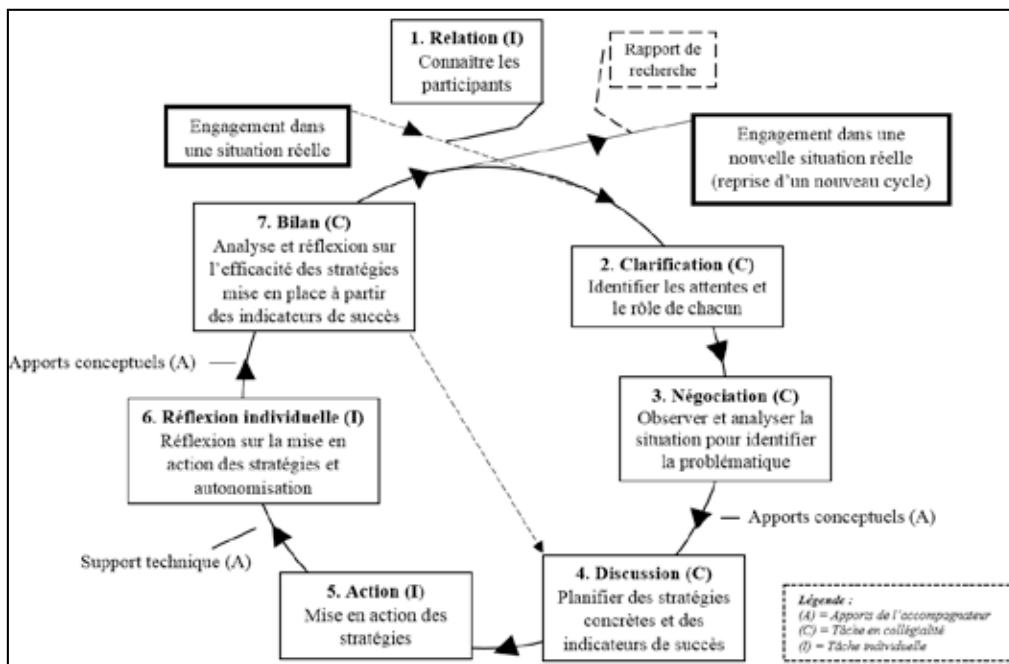 1. Relation (I)
Connaître les
participants
Rapport de
recherche
Engagement dans
une situation réelle
Engagement dans une
nouvelle situation réelle
(reprise d'un nouveau cycle)
7. Bilan (C)
Analyse et réflexion sur
l'efficacité des stratégies
mise en place à partir
des indicateurs de succès
2. Clarification (C)
Identifier les attentes et
le rôle de chacun
Apports conceptuels (A)
3. Négociation (C)
Observer et analyser la
situation pour identifier
la problématique
6. Réflexion individuelle (I)
Réflexion sur la mise en
action des stratégies et
autonomisation
Apports conceptuels (A)
Support technique (A)
4. Discussion (C)
Planifier des stratégies
concrètes et des
indicateurs de succès
5. Action (I)
Mise en action des
stratégies
Légende :
(A) = Apports de l'accompagnateur
(C) = Tâche en collégialité
(I) = Tâche individuelle